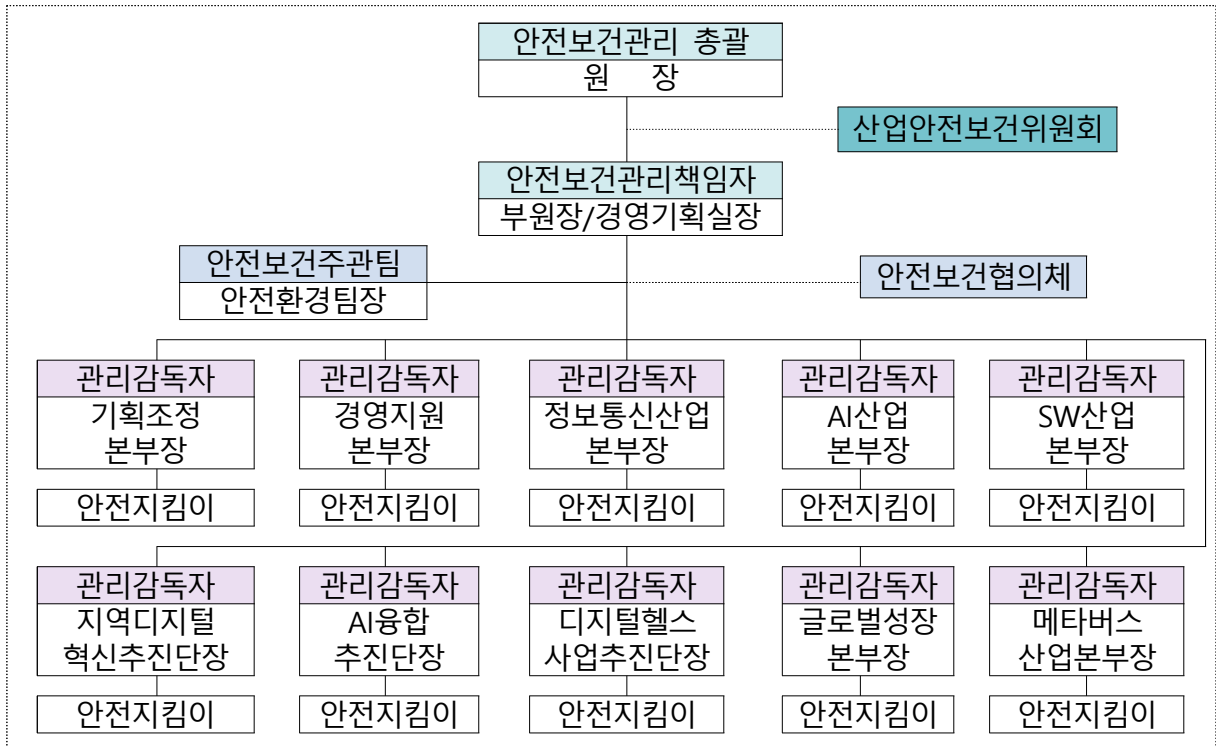 안전보건관리 총괄
원 장
산업안전보건위원회
안전보건관리책임자
부원장/경영기획실장
안전보건주관팀
안전환경팀장
안전보건협의체
관리감독자
기획조정
본부장
안전지킴이
관리감독자
경영지원
본부장
안전지킴이
관리감독자
정보통신산업
본부장
안전지킴이
관리감독자
AI산업
본부장
안전지킴이
관리감독자
SW산업
본부장
안전지킴이
관리감독자
지역디지털
혁신추진단장
안전지킴이
관리감독자
AI융합
추진단장
안전지킴이
관리감독자
디지털헬스
사업추진단장
안전지킴이
관리감독자
글로벌성장
본부장
안전지킴이
관리감독자
메타버스
산업본부장
안전지킴이